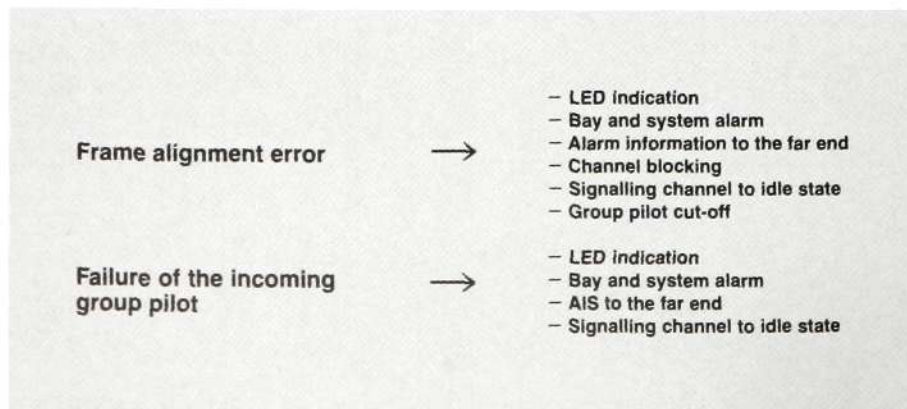 Frame alignment error →
– LED indication
– Bay and system alarm
– Alarm information to the far end
– Channel blocking
– Signalling channel to idle state
– Group pilot cut-off
Failure of the incoming
group pilot →
– LED indication
– Bay and system alarm
– AIS to the far end
– Signalling channel to idle state